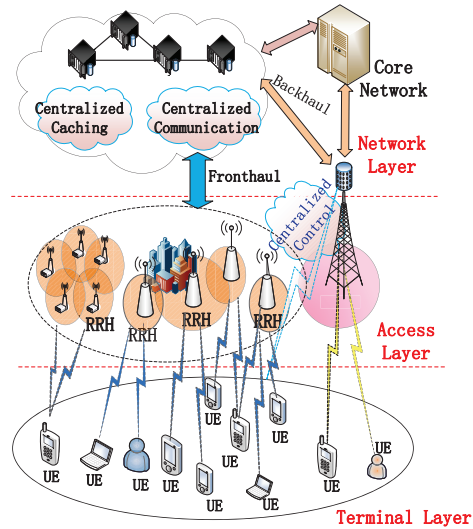 Centralized
Caching
Centralized
Communication
Core
Network
Backhaul
Network
Layer
Fronthaul
Centralized
Control
RRH
RRH
RRH
RRH
Access
Layer
UE
UE
UE
UE
UE
UE
UE
UE
UE
UE
UE
Terminal Layer